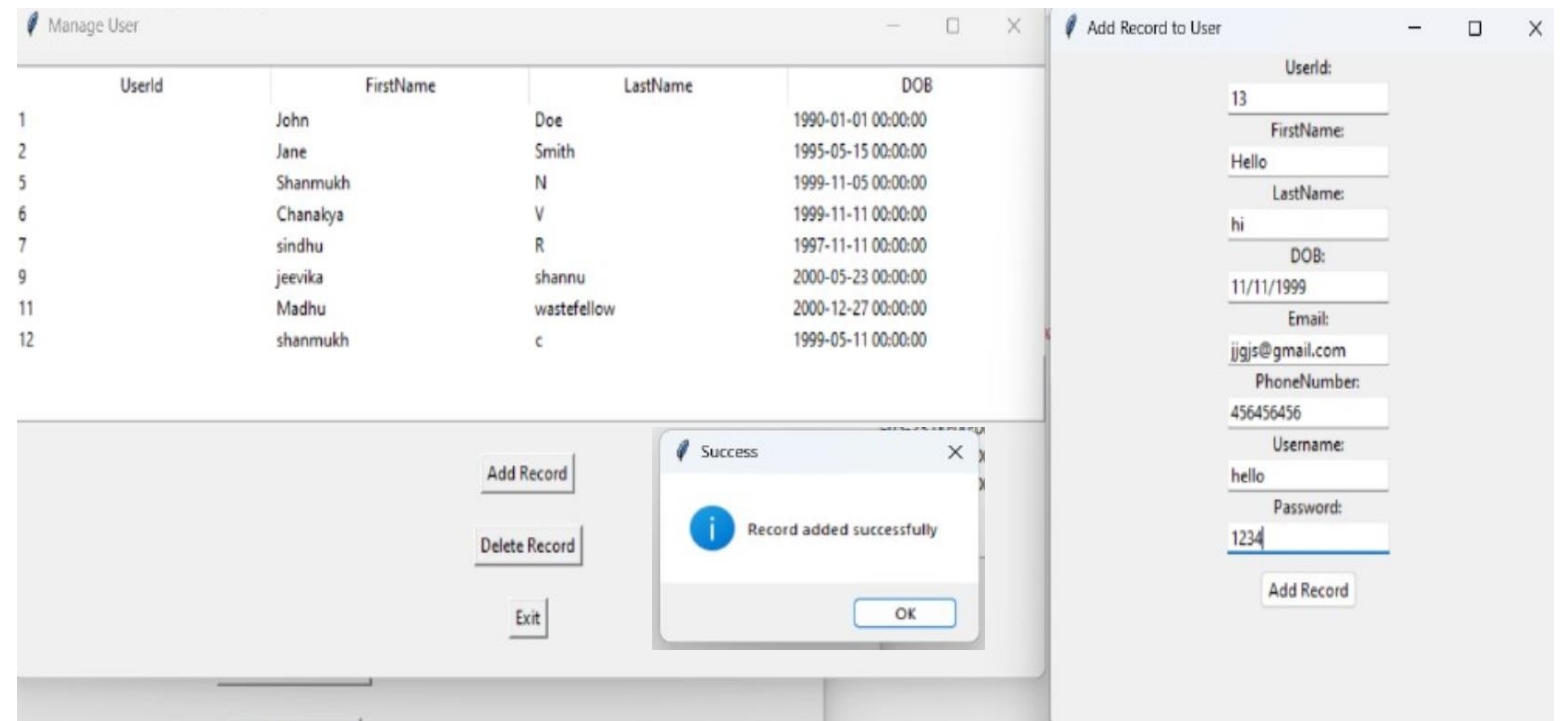 Manage User
UserId FirstName LastName DOB
1 John Doe 1990-01-01 00:00:00
2 Jane Smith 1995-05-15 00:00:00
5 Shanmukh N 1999-11-05 00:00:00
6 Chanakya V 1999-11-11 00:00:00
7 sindhu R 1997-11-11 00:00:00
9 jeevika shannu 2000-05-23 00:00:00
11 Madhu wastefellow 2000-12-27 00:00:00
12 shanmukh c 1999-05-11 00:00:00
Add Record
Delete Record
Exit
Success
Record added successfully
OK
Add Record to User
UserId:
13
FirstName:
Hello
LastName:
hi
DOB:
11/11/1999
Email:
jjgjs@gmail.com
PhoneNumber:
456456456
Username:
hello
Password:
1234
Add Record